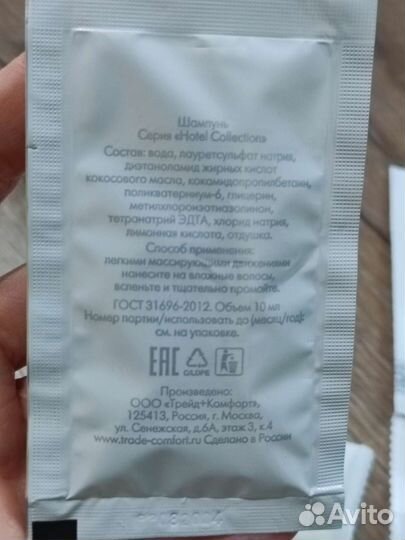 Шампунь
Серия «Hotel Collection»
Состав: вода, лауретсульфат натрия,
диэтаноламид жирных кислот
кокосового масла, кокамидопропилбетаин,
поликватерниум-6, глицерин,
метилхлороизотиазолинон,
тетранатрий ЭДТА, хлорид натрия,
лимонная кислота, отдушка.
Способ применения:
легкими массирующими движениями
нанесите на влажные волосы,
вспеньте и тщательно промойте.
ГОСТ 31696-2012. Объем 10 мл
Номер партии/использовать до (месяц/год):
см. на упаковке.
EAC
C/LDPE
Произведено:
ООО «Трейд+Комфорт»,
125413, Россия, г. Москва,
ул. Сенежская, д.6А, этаж 3, к.4
www.trade-comfort.ru Сделано в России
Avito